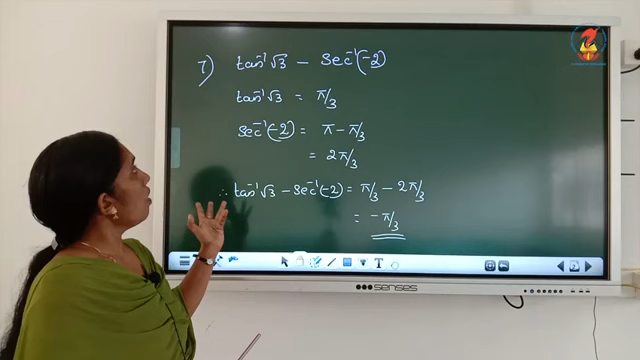 7) tan⁻¹√3 − sec⁻¹(−2)
tan⁻¹√3 = π/3
sec⁻¹(−2) = π − π/3
= 2π/3
∴ tan⁻¹√3 − sec⁻¹(−2) = π/3 − 2π/3
= −π/3
T
senses